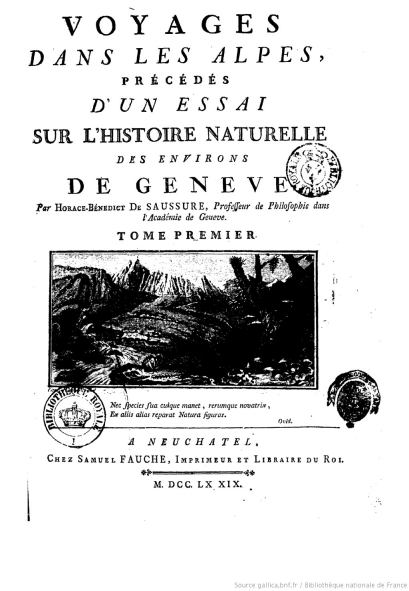 VOYAGES
DANS LES ALPES,
PRÉCÉDÉS
D'UN ESSAI
SUR L'HISTOIRE NATURELLE
DES ENVIRONS
DE GENEVE
Par HORACE-BÉNÉDICT DE SAUSSURE, Professeur de Philosophie dans
l'Académie de Geneve.
TOME PREMIER
Nec species sua cuique manet, rerumque novatrix,
Ex aliis alias reparat Natura figuras.
Ovid.
BIBLIOTHEQUE ROYALE
A NEUCHATEL,
CHEZ SAMUEL FAUCHE, IMPRIMEUR ET LIBRAIRE DU ROI.
M. DCC. LXXIX.
Source gallica.bnf.fr / Bibliothèque nationale de France